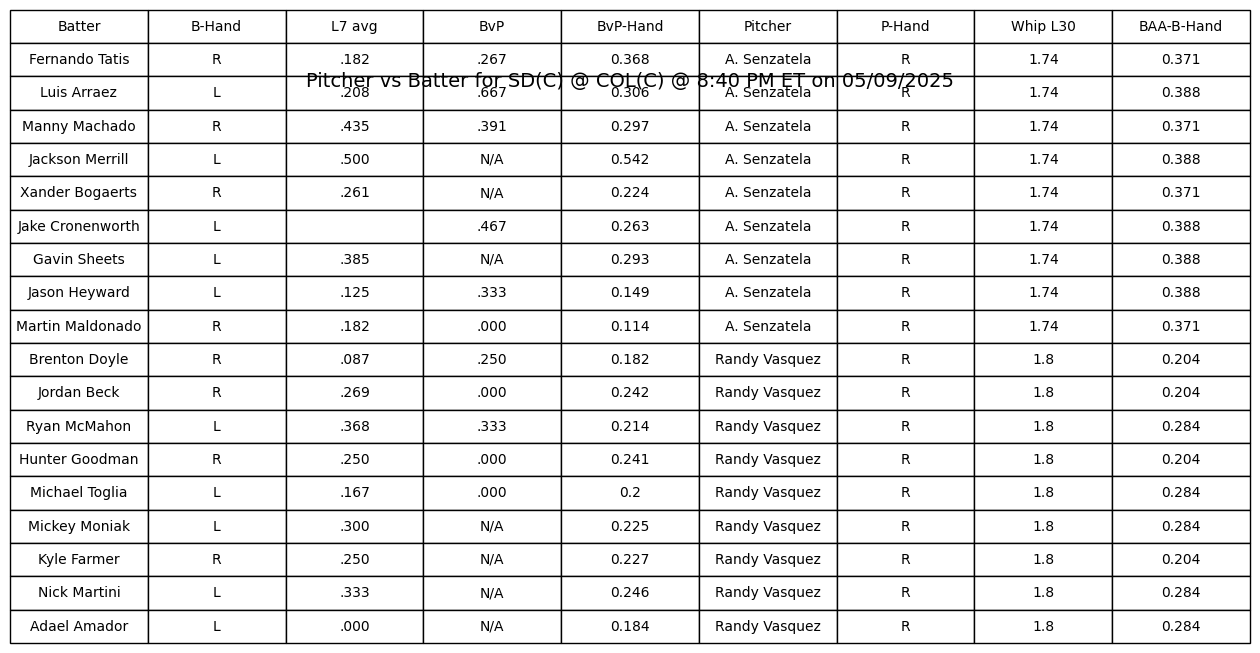 Batter B-Hand L7 avg BvP BvP-Hand Pitcher P-Hand Whip L30 BAA-B-Hand
Fernando Tatis R .182 .267 0.368 A. Senzatela R 1.74 0.371
Pitcher vs Batter for SD(C) @ COL(C) @ 8:40 PM ET on 05/09/2025
Luis Arraez L .208 .667 0.306 A. Senzatela R 1.74 0.388
Manny Machado R .435 .391 0.297 A. Senzatela R 1.74 0.371
Jackson Merrill L .500 N/A 0.542 A. Senzatela R 1.74 0.388
Xander Bogaerts R .261 N/A 0.224 A. Senzatela R 1.74 0.371
Jake Cronenworth L .467 0.263 A. Senzatela R 1.74 0.388
Gavin Sheets L .385 N/A 0.293 A. Senzatela R 1.74 0.388
Jason Heyward L .125 .333 0.149 A. Senzatela R 1.74 0.388
Martin Maldonado R .182 .000 0.114 A. Senzatela R 1.74 0.371
Brenton Doyle R .087 .250 0.182 Randy Vasquez R 1.8 0.204
Jordan Beck R .269 .000 0.242 Randy Vasquez R 1.8 0.204
Ryan McMahon L .368 .333 0.214 Randy Vasquez R 1.8 0.284
Hunter Goodman R .250 .000 0.241 Randy Vasquez R 1.8 0.204
Michael Toglia L .167 .000 0.2 Randy Vasquez R 1.8 0.284
Mickey Moniak L .300 N/A 0.225 Randy Vasquez R 1.8 0.284
Kyle Farmer R .250 N/A 0.227 Randy Vasquez R 1.8 0.204
Nick Martini L .333 N/A 0.246 Randy Vasquez R 1.8 0.284
Adael Amador L .000 N/A 0.184 Randy Vasquez R 1.8 0.284